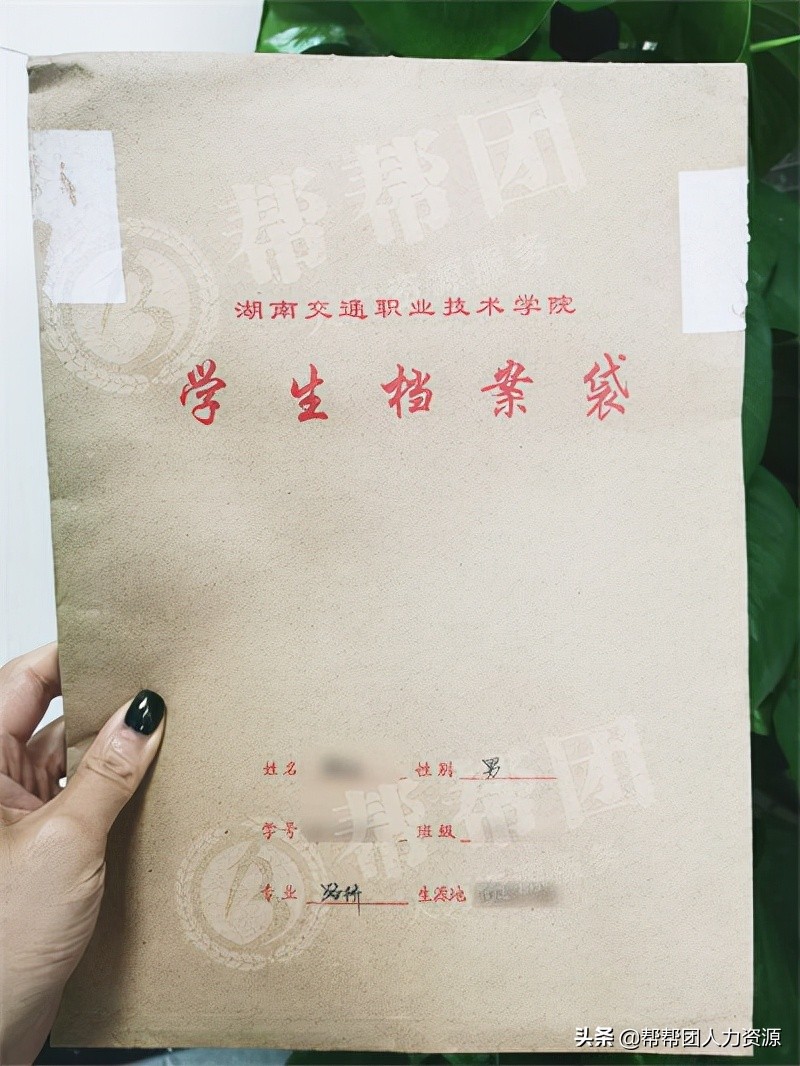 帮帮团
湖南交通职业技术学院
学生档案袋
姓名 性别 男
学号 班级
专业 路桥 生源地
帮帮团
头条 @帮帮团人力资源